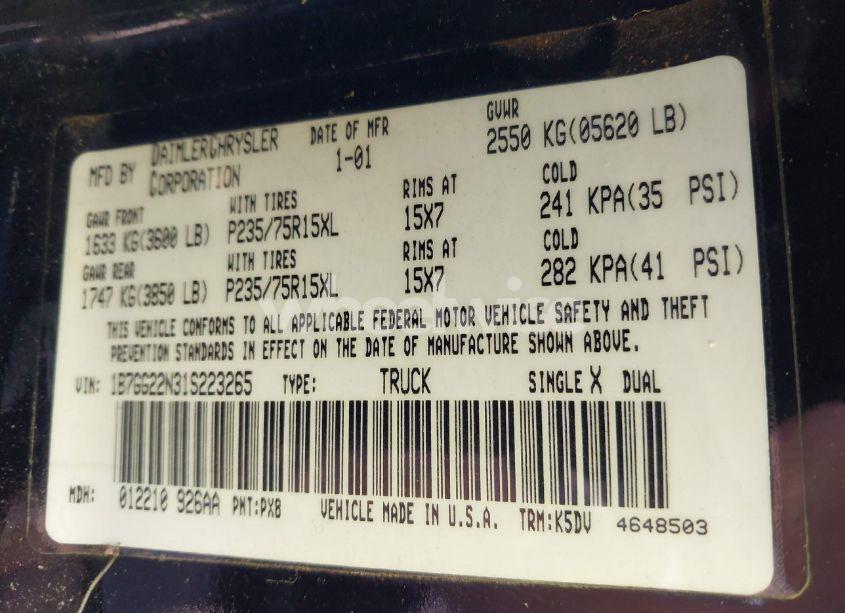 MFD BY DAIMLERCHRYSLER CORPORATION DATE OF MFR 1-01 GVWR 2550 KG(05620 LB)
GAWR FRONT WITH TIRES RIMS AT COLD
1633 KG(3600 LB) P235/75R15XL 15X7 241 KPA(35 PSI)
GAWR REAR WITH TIRES RIMS AT COLD
1747 KG(3850 LB) P235/75R15XL 15X7 282 KPA(41 PSI)
THIS VEHICLE CONFORMS TO ALL APPLICABLE FEDERAL MOTOR VEHICLE SAFETY AND THEFT
PREVENTION STANDARDS IN EFFECT ON THE DATE OF MANUFACTURE SHOWN ABOVE.
VIN: 1B7GG22N31S223265 TYPE: TRUCK SINGLE X DUAL
MDH: 012210 926AA PNT:PX8 VEHICLE MADE IN U.S.A. TRM:K5DV 4648503